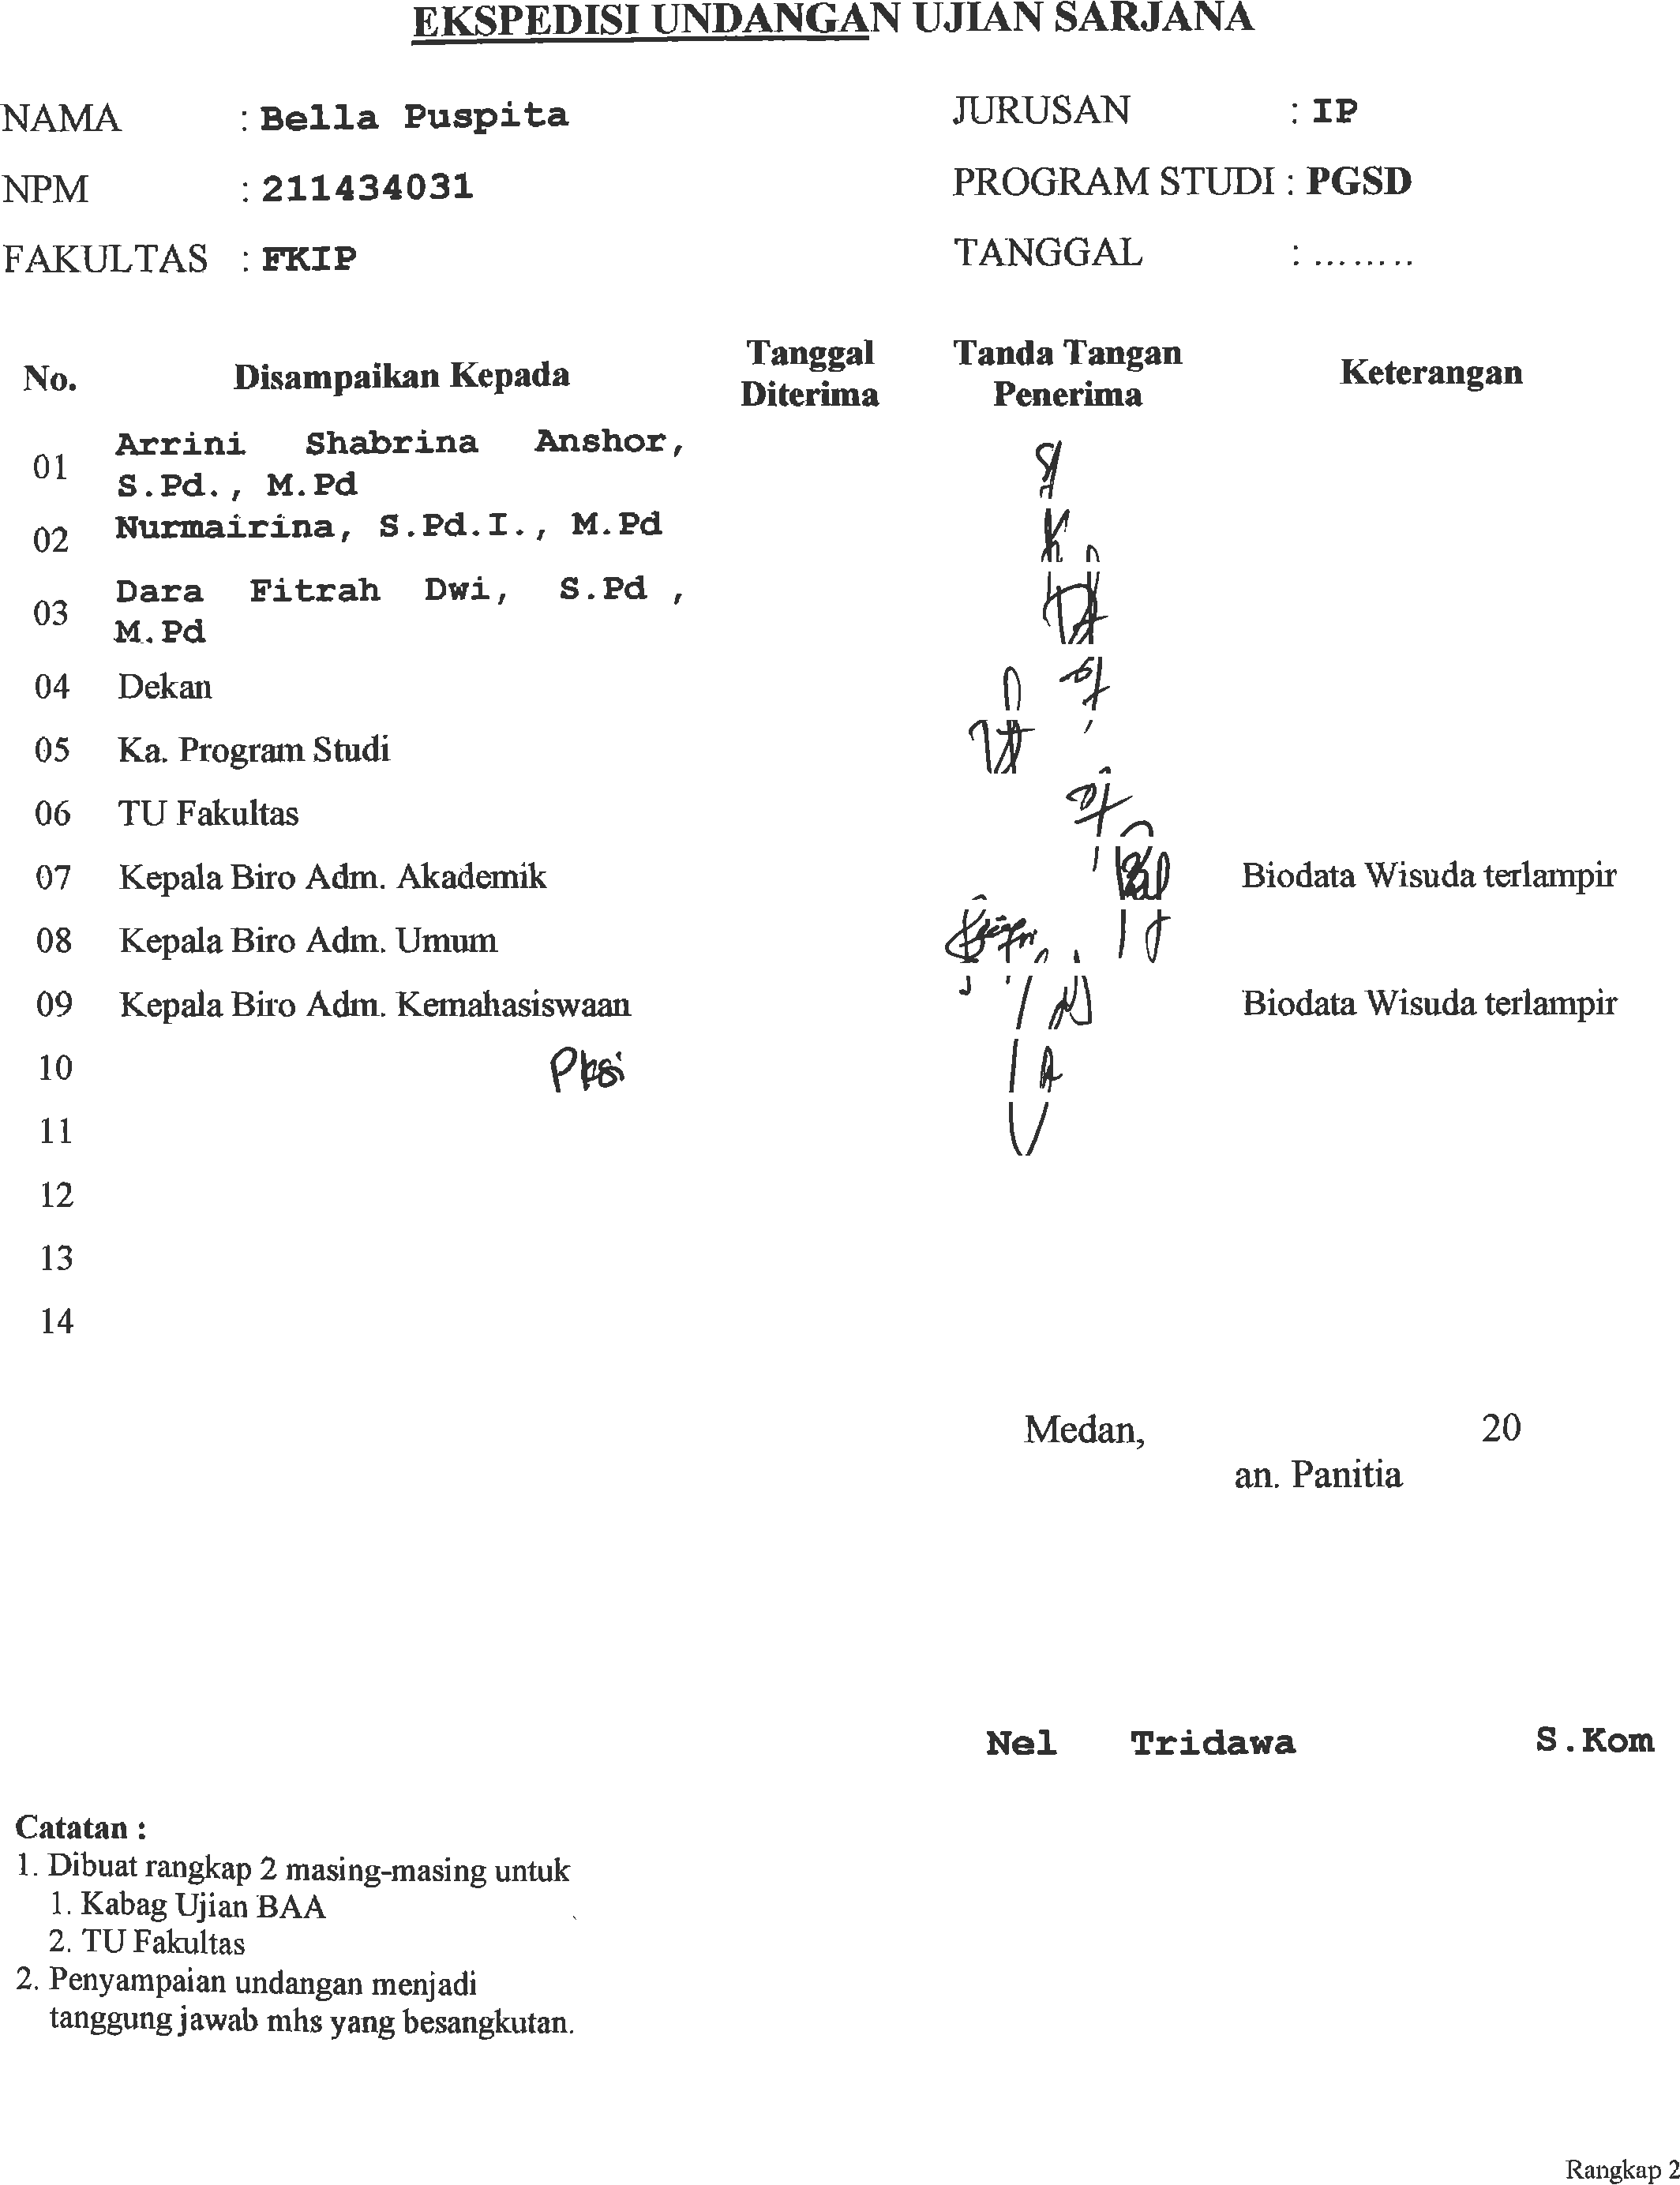 EKSPEDISI UNDANGAN UJIAN SARJANA
NAMA : Bella Puspita
JURUSAN : IP
NPM : 211434031
PROGRAM STUDI : PGSD
FAKULTAS : FKIP
TANGGAL : ........
No. Disampaikan Kepada Tanggal Diterima Tanda Tangan Penerima Keterangan
01 Arrini Shabrina Anshor,
S.Pd., M.Pd
02 Nurmairina, S.Pd.I., M.Pd
03 Dara Fitrah Dwi, S.Pd ,
M.Pd
04 Dekan
05 Ka. Program Studi
06 TU Fakultas
07 Kepala Biro Adm. Akademik Biodata Wisuda terlampir
08 Kepala Biro Adm. Umum
09 Kepala Biro Adm. Kemahasiswaan Biodata Wisuda terlampir
10
11
12
13
14
Medan, 20
an. Panitia
Nel Tridawa S.Kom
Catatan :
1. Dibuat rangkap 2 masing-masing untuk
1. Kabag Ujian BAA
2. TU Fakultas
2. Penyampaian undangan menjadi
tanggung jawab mhs yang besangkutan.
Rangkap 2